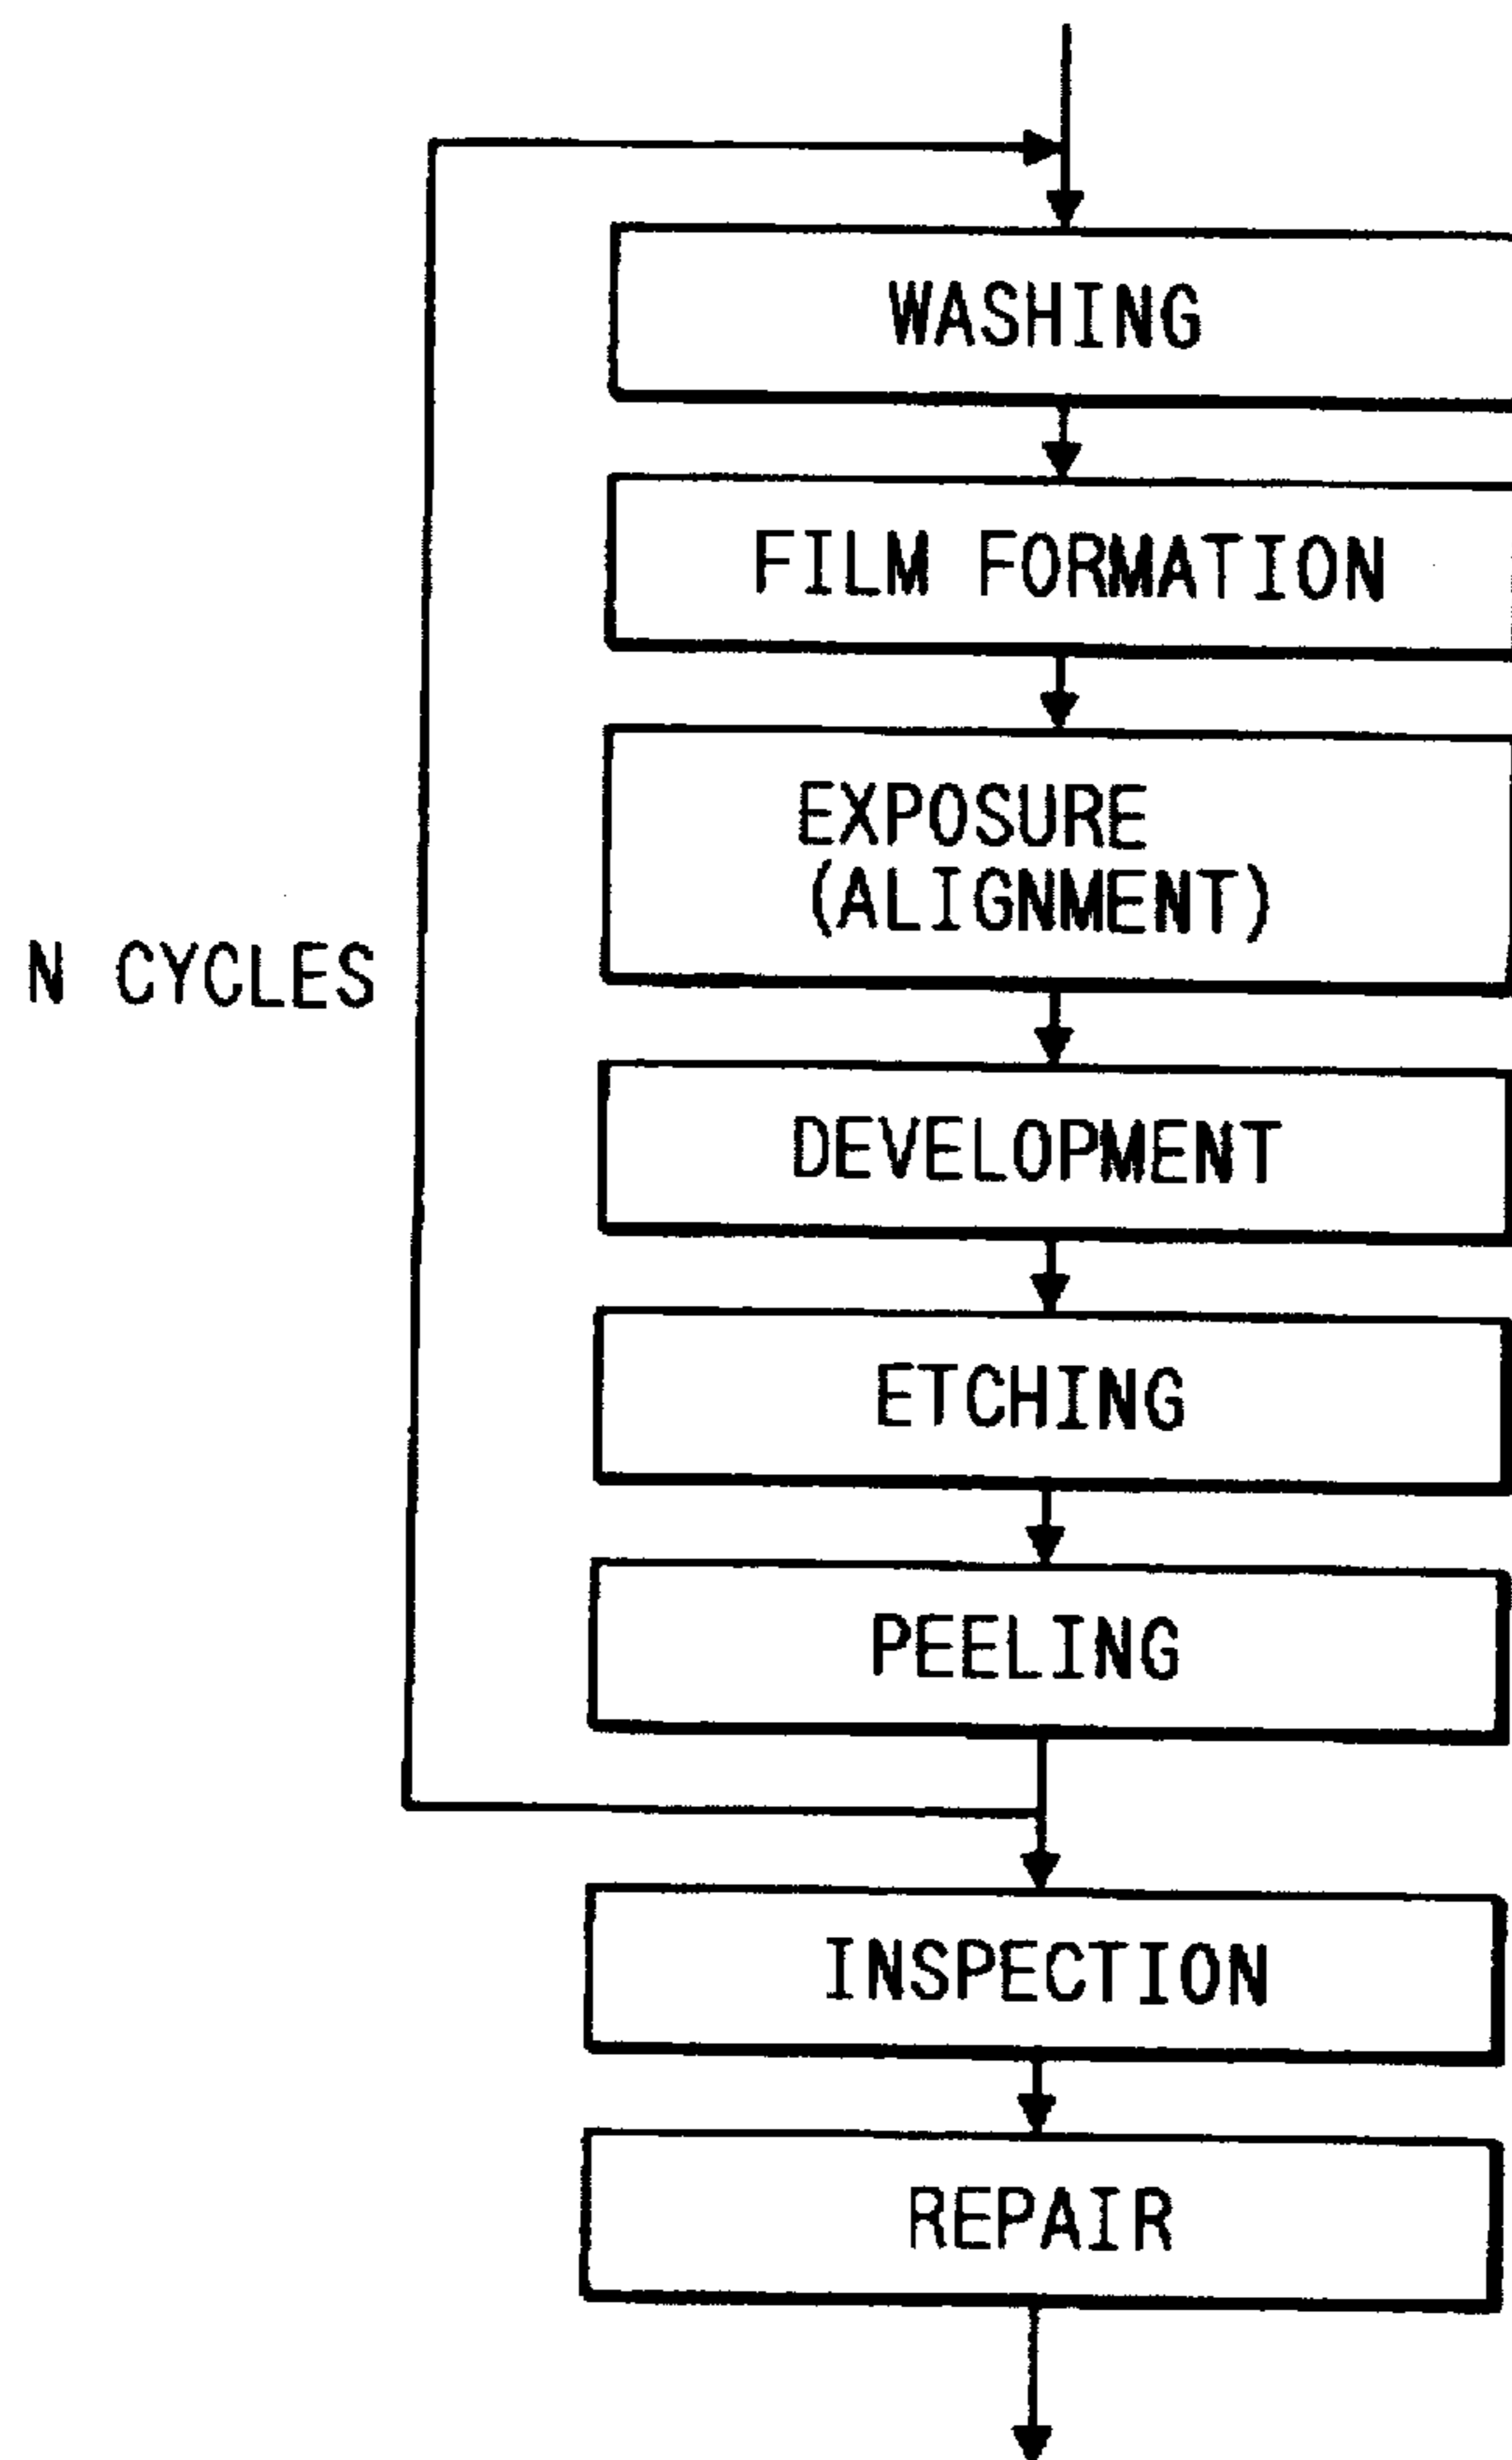 WASHING
FILM FORMATION
EXPOSURE
(ALIGNMENT)
N CYCLES
DEVELOPMENT
ETCHING
PEELING
INSPECTION
REPAIR